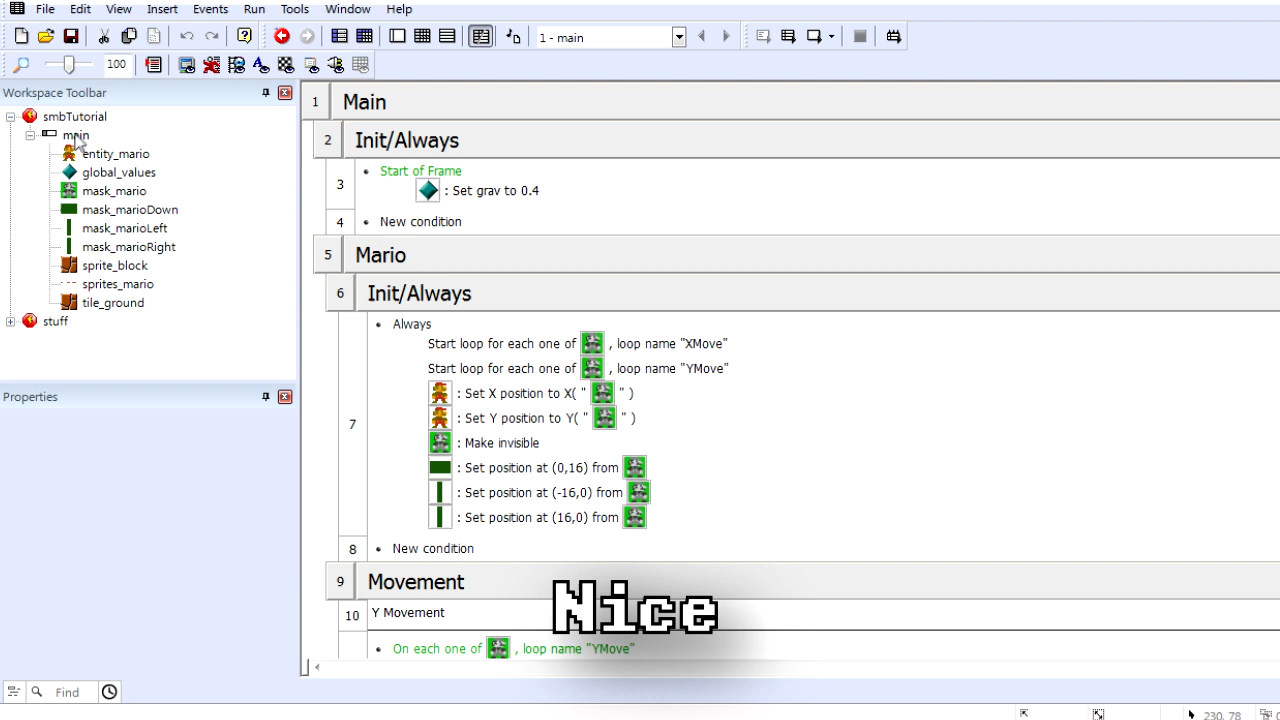 File Edit View Insert Events Run Tools Window Help
1 - main
100
Workspace Toolbar
smbTutorial
main
entity_mario
global_values
mask_mario
mask_marioDown
mask_marioLeft
mask_marioRight
sprite_block
sprites_mario
tile_ground
stuff
Properties
Find
1 Main
2 Init/Always
• Start of Frame
3 : Set grav to 0.4
4 • New condition
5 Mario
6 Init/Always
• Always
Start loop for each one of , loop name "XMove"
Start loop for each one of , loop name "YMove"
: Set X position to X( " " )
7 : Set Y position to Y( " " )
: Make invisible
: Set position at (0,16) from
: Set position at (-16,0) from
: Set position at (16,0) from
8 • New condition
9 Movement
10 Y Movement
• On each one of , loop name "YMove"
Nice
230, 78